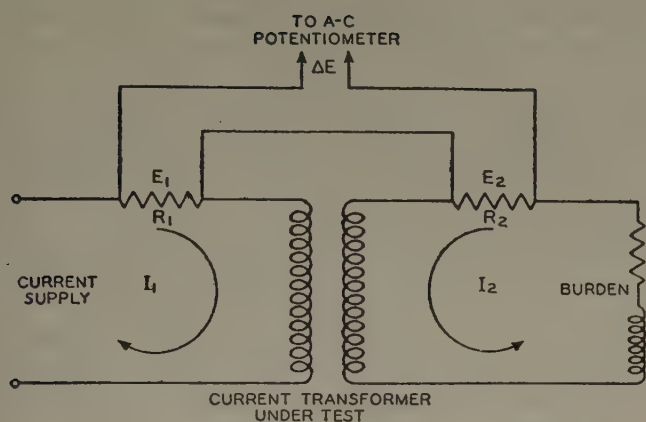 TO A-C
POTENTIOMETER
ΔE
E₁
R₁
E₂
R₂
CURRENT
SUPPLY
I₁
I₂
BURDEN
CURRENT TRANSFORMER
UNDER TEST